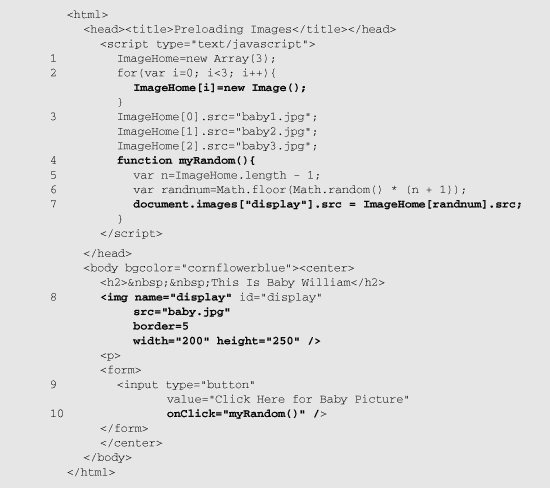 <html>
<head><title>Preloading Images</title></head>
<script type="text/javascript">
1 ImageHome=new Array(3);
2 for(var i=0; i<3; i++){
ImageHome[i]=new Image();
}
3 ImageHome[0].src="baby1.jpg";
ImageHome[1].src="baby2.jpg";
ImageHome[2].src="baby3.jpg";
4 function myRandom(){
5 var n=ImageHome.length - 1;
6 var randnum=Math.floor(Math.random() * (n + 1));
7 document.images["display"].src = ImageHome[randnum].src;
}
</script>
</head>
<body bgcolor="cornflowerblue"><center>
<h2>&nbsp;&nbsp;This Is Baby William</h2>
8 <img name="display" id="display"
src="baby.jpg"
border=5
width="200" height="250" />
<p>
<form>
9 <input type="button"
value="Click Here for Baby Picture"
10 onClick="myRandom()" />
</form>
</center>
</body>
</html>